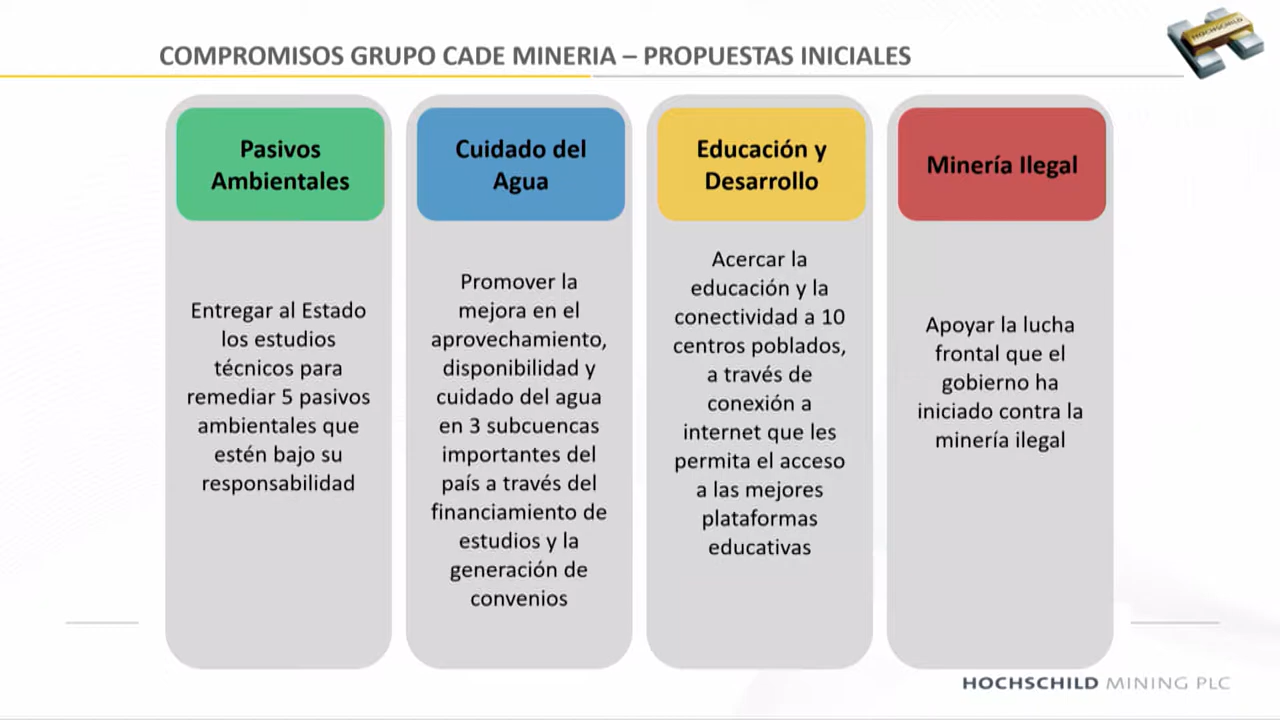 COMPROMISOS GRUPO CADE MINERIA – PROPUESTAS INICIALES
HOCHSCHILD
Pasivos
Ambientales
Entregar al Estado
los estudios
técnicos para
remediar 5 pasivos
ambientales que
estén bajo su
responsabilidad
Cuidado del
Agua
Promover la
mejora en el
aprovechamiento,
disponibilidad y
cuidado del agua
en 3 subcuencas
importantes del
país a través del
financiamiento de
estudios y la
generación de
convenios
Educación y
Desarrollo
Acercar la
educación y la
conectividad a 10
centros poblados,
a través de
conexión a
internet que les
permita el acceso
a las mejores
plataformas
educativas
Minería Ilegal
Apoyar la lucha
frontal que el
gobierno ha
iniciado contra la
minería ilegal
HOCHSCHILD MINING PLC